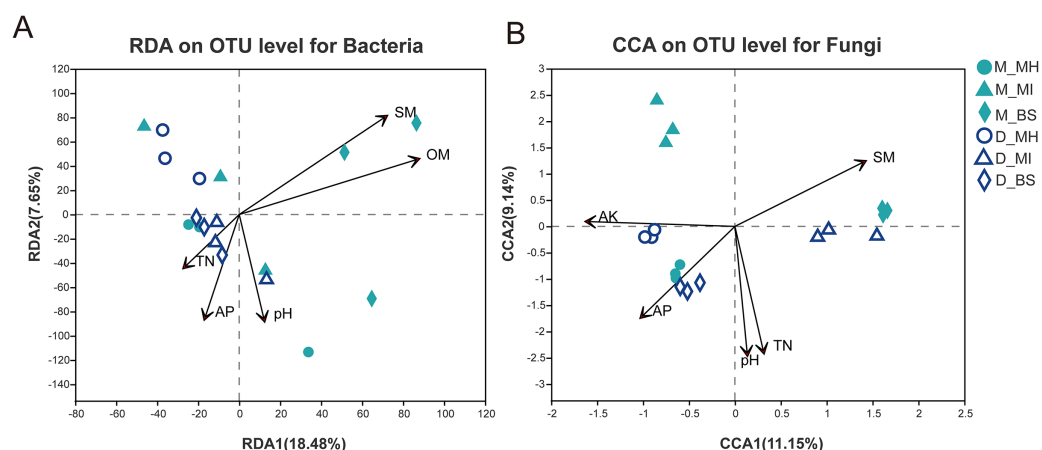 A
RDA on OTU level for Bacteria
120
100
80
60
40
20
0
-20
-40
-60
-80
-100
-120
-140
-80
-60
-40
-20
0
20
40
60
80
100
120
RDA2(7.65%)
RDA1(18.48%)
SM
OM
TN
AP
pH
B
CCA on OTU level for Fungi
3
2.5
2
1.5
1
0.5
0
-0.5
-1
-1.5
-2
-2.5
-3
-2
-1.5
-1
-0.5
0
0.5
1
1.5
2
2.5
CCA2(9.14%)
CCA1(11.15%)
SM
AK
AP
TN
pH
M_MH
M_MI
M_BS
D_MH
D_MI
D_BS